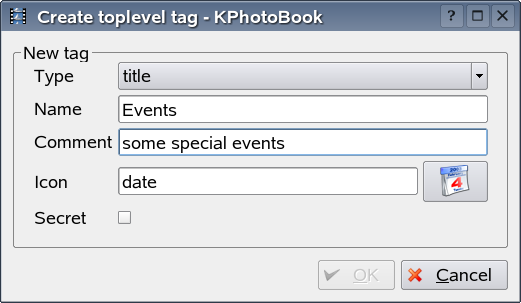 Create toplevel tag - KPhotoBook
New tag
Type title
Name Events
Comment some special events
Icon date
4
Secret
OK Cancel